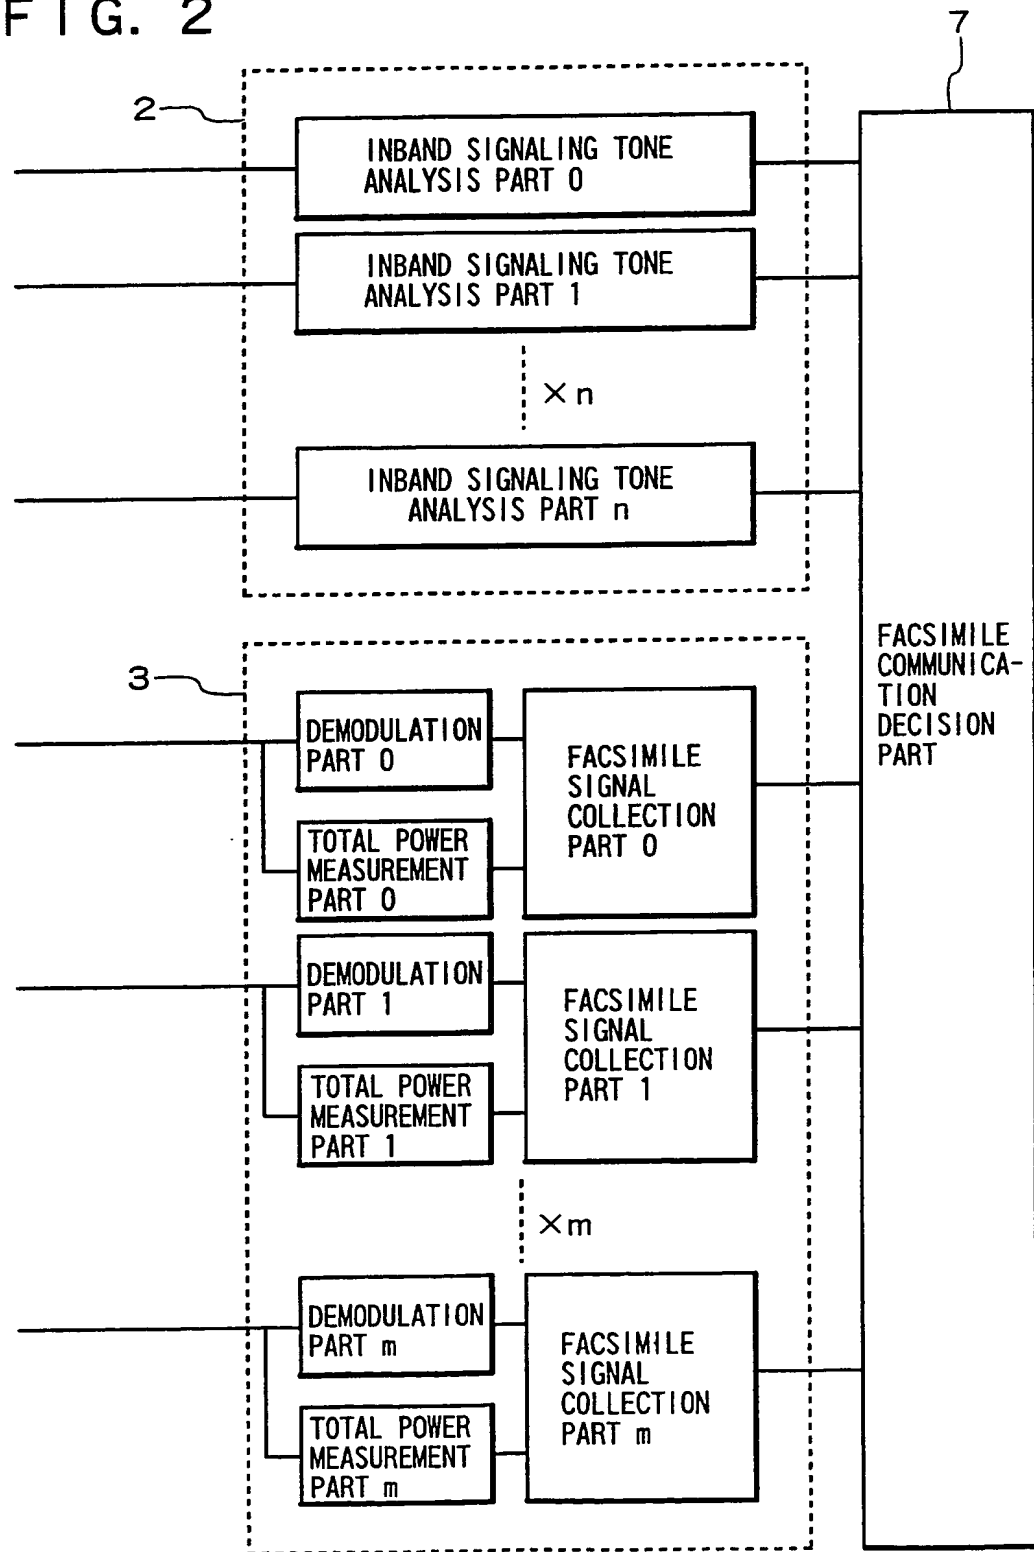 FIG. 2
7
2
INBAND SIGNALING TONE
ANALYSIS PART 0
INBAND SIGNALING TONE
ANALYSIS PART 1
×n
INBAND SIGNALING TONE
ANALYSIS PART n
FACSIMILE
COMMUNICA-
TION
DECISION
PART
3
DEMODULATION
PART 0
TOTAL POWER
MEASUREMENT
PART 0
FACSIMILE
SIGNAL
COLLECTION
PART 0
DEMODULATION
PART 1
TOTAL POWER
MEASUREMENT
PART 1
FACSIMILE
SIGNAL
COLLECTION
PART 1
×m
DEMODULATION
PART m
TOTAL POWER
MEASUREMENT
PART m
FACSIMILE
SIGNAL
COLLECTION
PART m